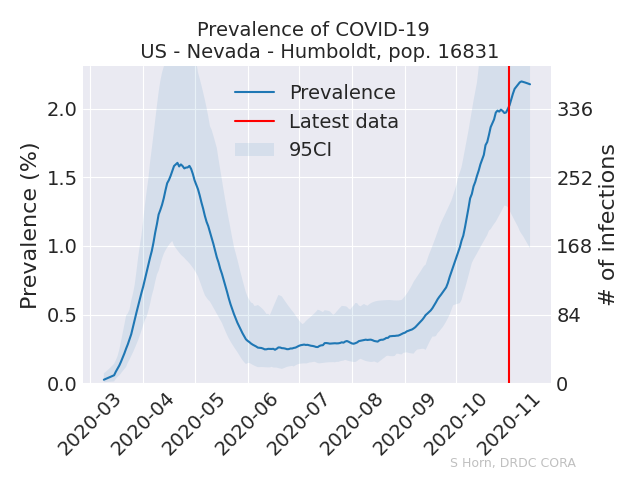 Prevalence of COVID-19
US - Nevada - Humboldt, pop. 16831
Prevalence
Latest data
95CI
Prevalence (%)
2.0
1.5
1.0
0.5
0.0
336
252
168
84
0
# of infections
2020-03
2020-04
2020-05
2020-06
2020-07
2020-08
2020-09
2020-10
2020-11
S Horn, DRDC CORA